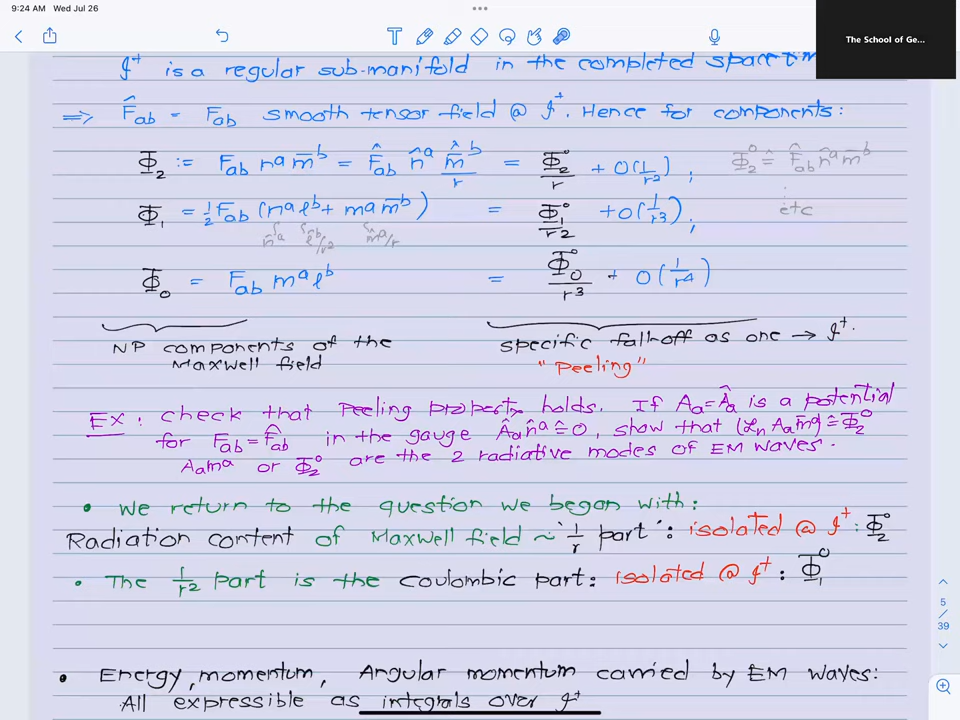 9:24 AM Wed Jul 26
The School of Ge...
𝓘⁺ is a regular sub-manifold in the completed space
⇒ F̂ab = Fab smooth tensor field @ 𝓘⁺. Hence for components:
Φ₂ := Fab nᵃ m̄ᵇ = F̂ab n̂ᵃ m̄̂ᵇ/r = Φ₂°/r + O(1/r²), Φ₂° ≙ F̂ab n̂ᵃ m̄̂ᵇ
Φ₁ = ½ Fab (nᵃ lᵇ + mᵃ m̄ᵇ) = Φ₁°/r² + O(1/r³), etc
n̂ᵃ l̂ᵇ/r² m̂ᵃ/r
Φ₀ = Fab mᵃ lᵇ = Φ₀°/r³ + O(1/r⁴)
NP components of the Maxwell field
specific fall-off as one → 𝓘⁺.
"Peeling"
Ex: check that Peeling property holds. If Aa = Âa is a potential
for Fab = F̂ab in the gauge Âa n̂ᵃ ≙ 0, show that (ℒn Aa m̄ᵃ) ≙ Φ₂°
Aa mᵃ or Φ₂° are the 2 radiative modes of EM waves.
• We return to the question we began with:
Radiation content of Maxwell field ~ `1/r part´: isolated @ 𝓘⁺: Φ₂°
• The 1/r² part is the Coulombic part: isolated @ 𝓘⁺: Φ₁°
• Energy, momentum, Angular momentum carried by EM waves:
All expressible as integrals over 𝓘⁺
5
/
39